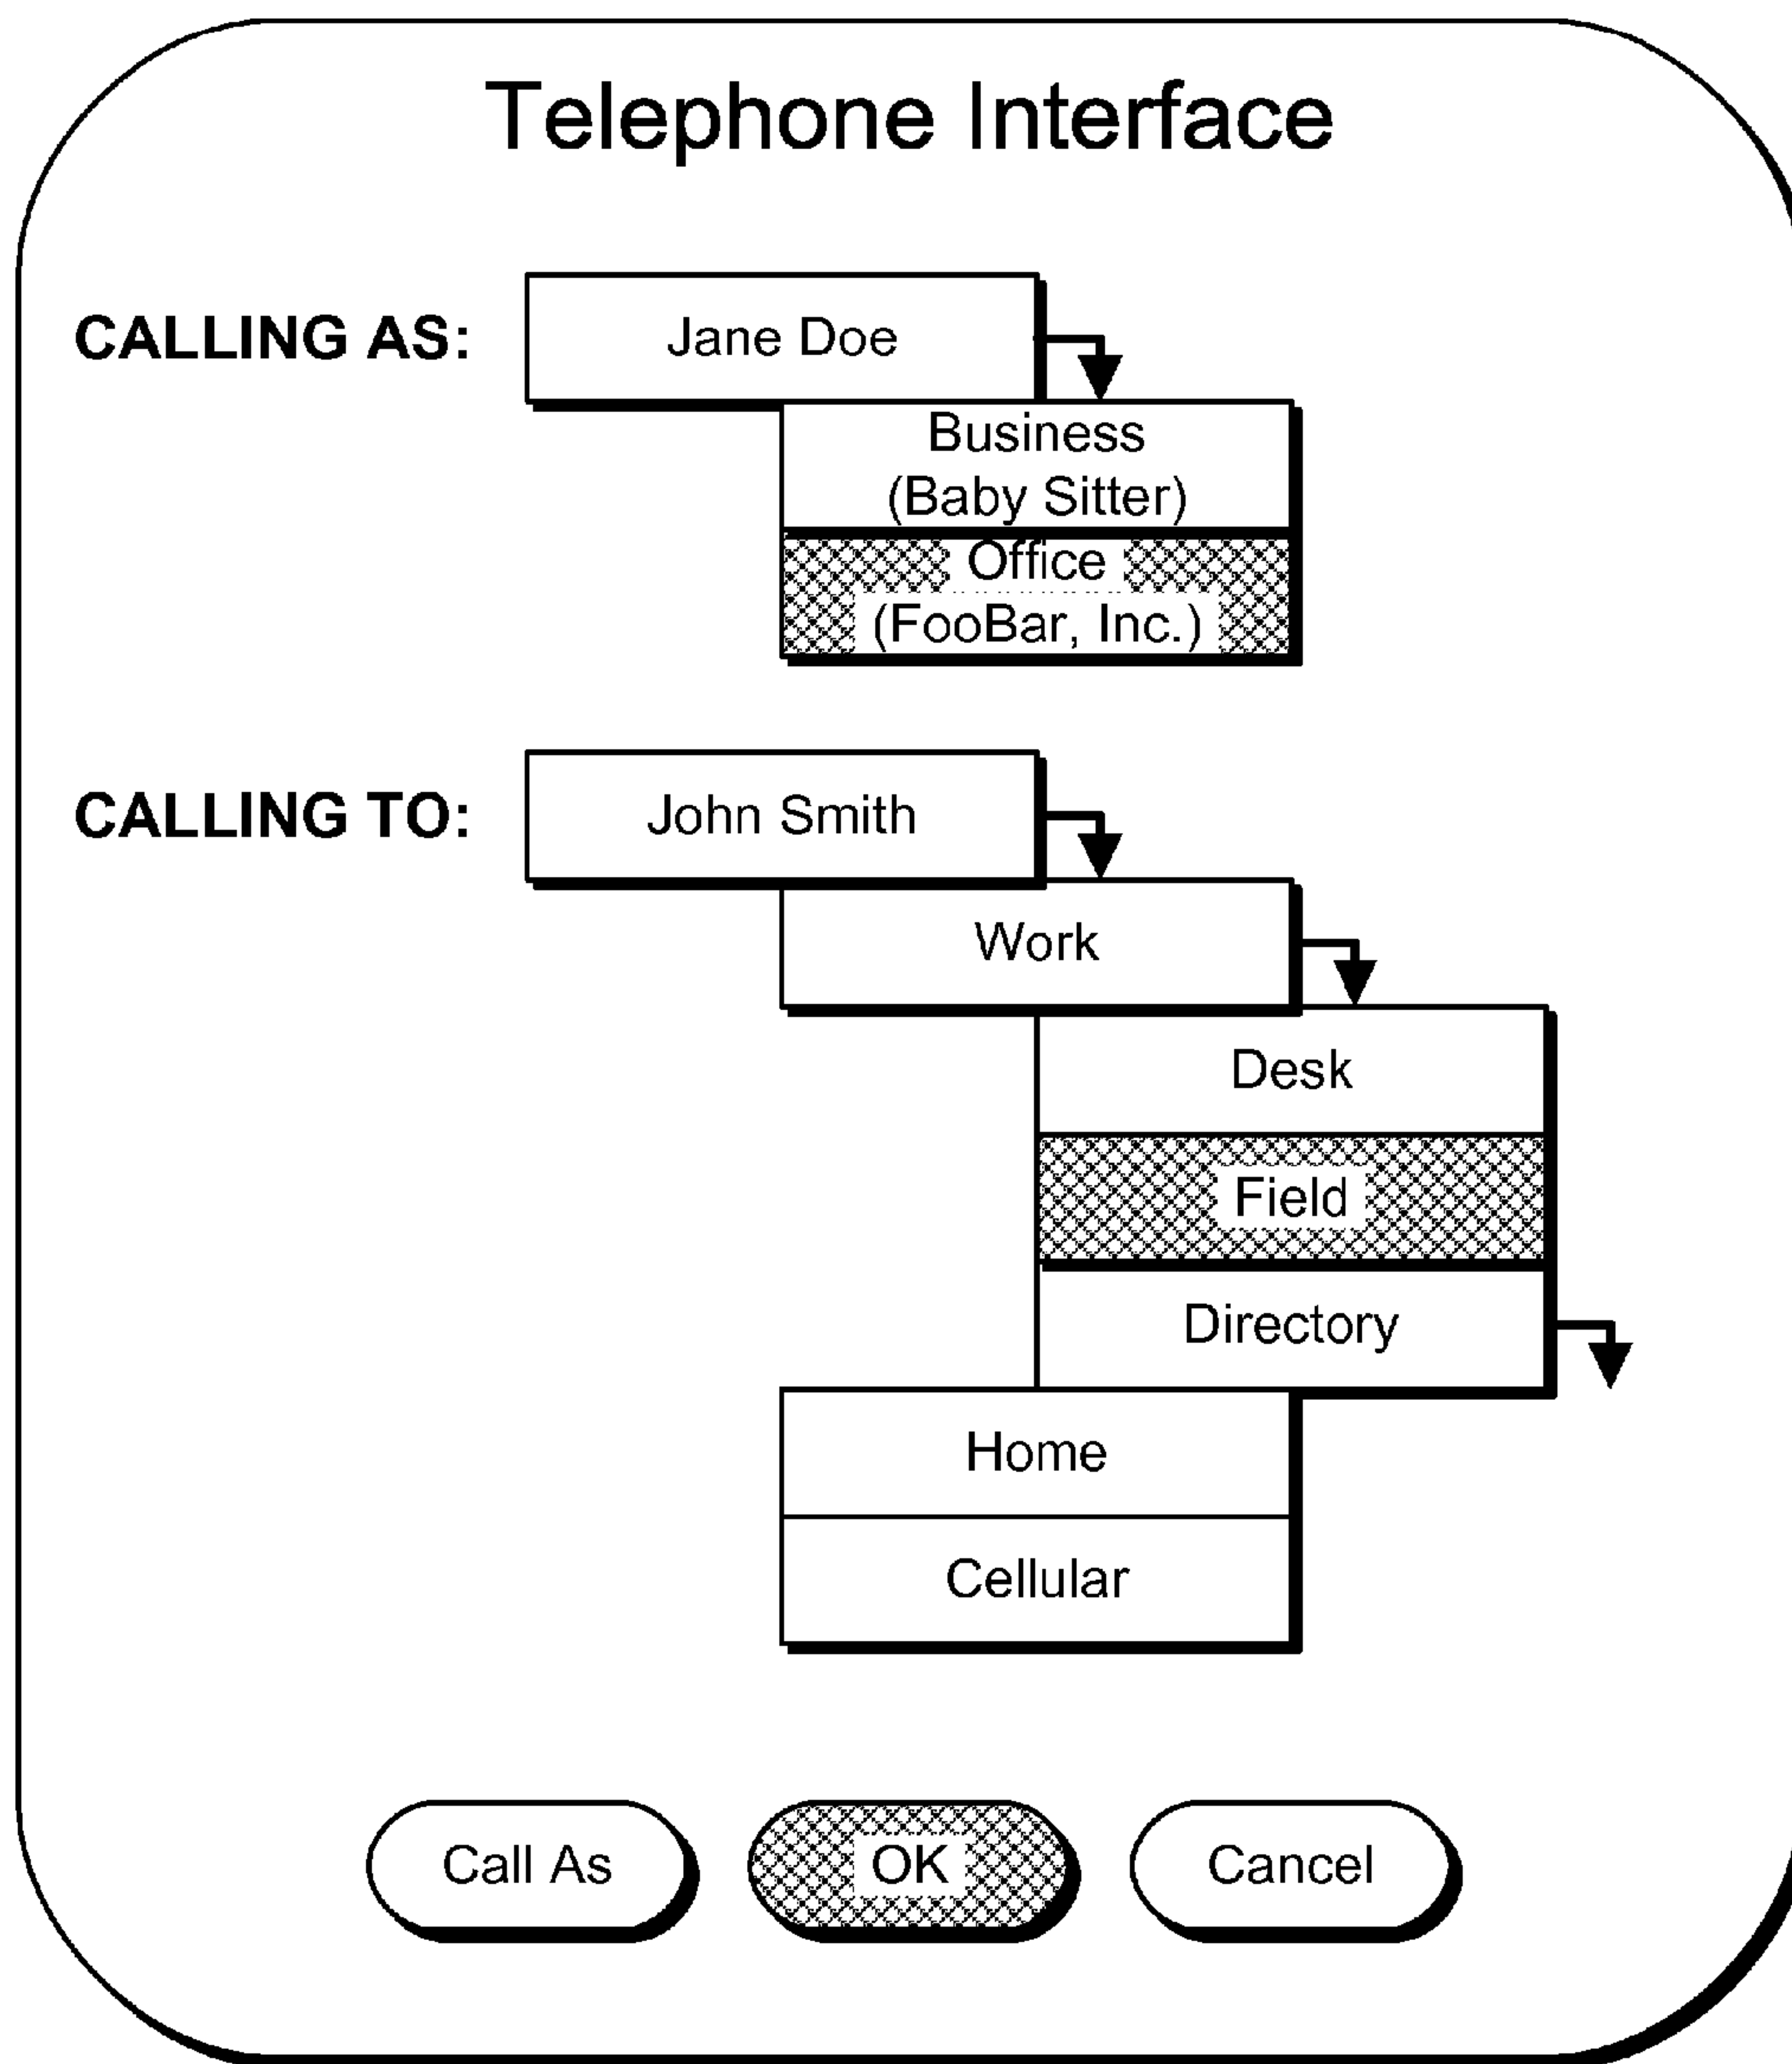 Telephone Interface
CALLING AS:
Jane Doe
Business
(Baby Sitter)
Office
(FooBar, Inc.)
CALLING TO:
John Smith
Work
Desk
Field
Directory
Home
Cellular
Call As
OK
Cancel